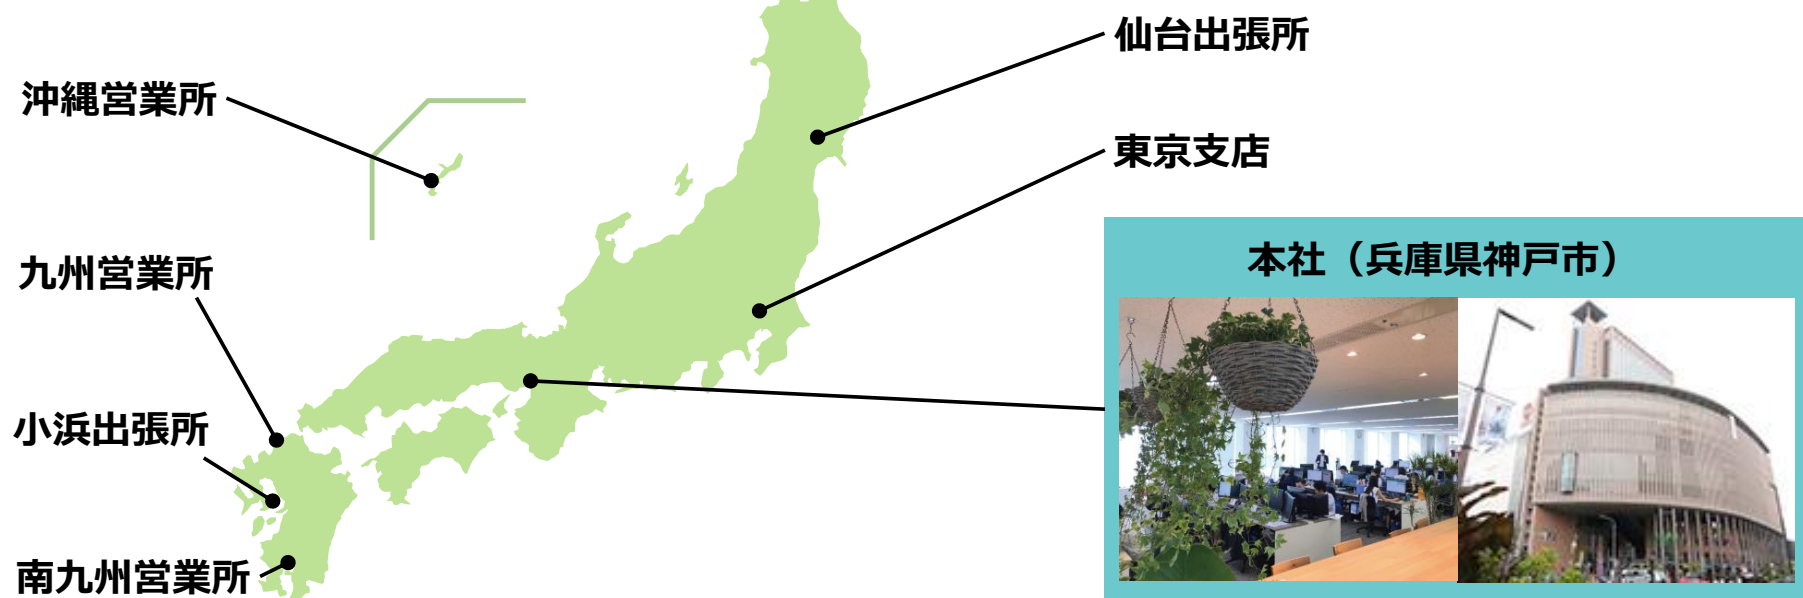 仙台出張所
沖縄営業所
東京支店
本社（兵庫県神戸市）
九州営業所
小浜出張所
南九州営業所